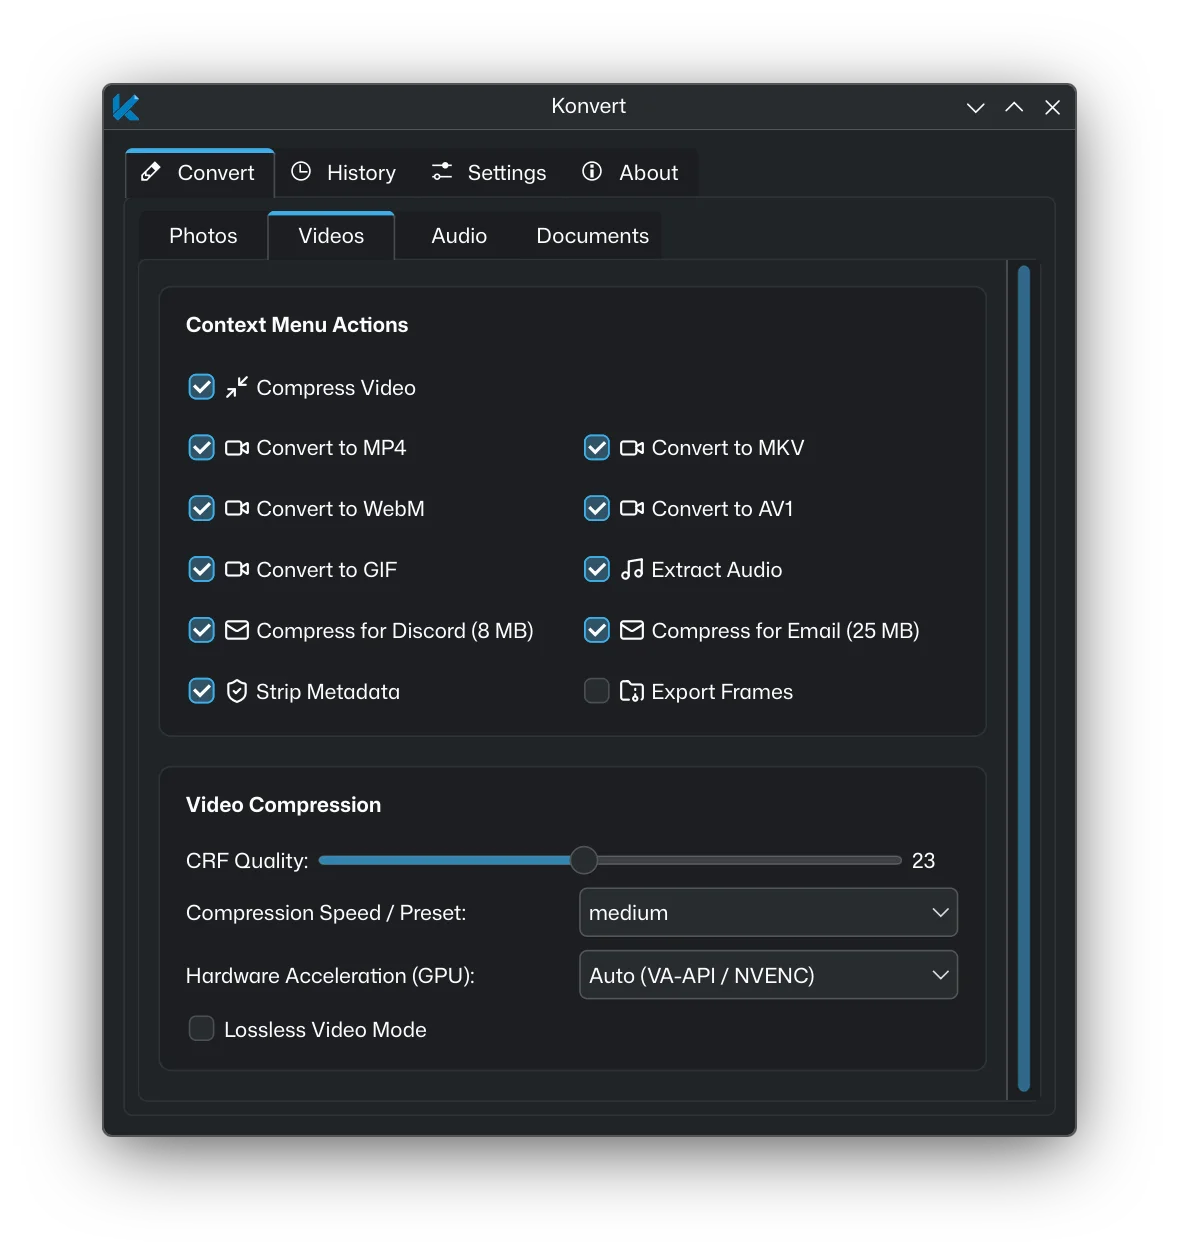 Konvert
Convert History Settings About
Photos Videos Audio Documents
Context Menu Actions
Compress Video
Convert to MP4 Convert to MKV
Convert to WebM Convert to AV1
Convert to GIF Extract Audio
Compress for Discord (8 MB) Compress for Email (25 MB)
Strip Metadata Export Frames
Video Compression
CRF Quality: 23
Compression Speed / Preset: medium
Hardware Acceleration (GPU): Auto (VA-API / NVENC)
Lossless Video Mode